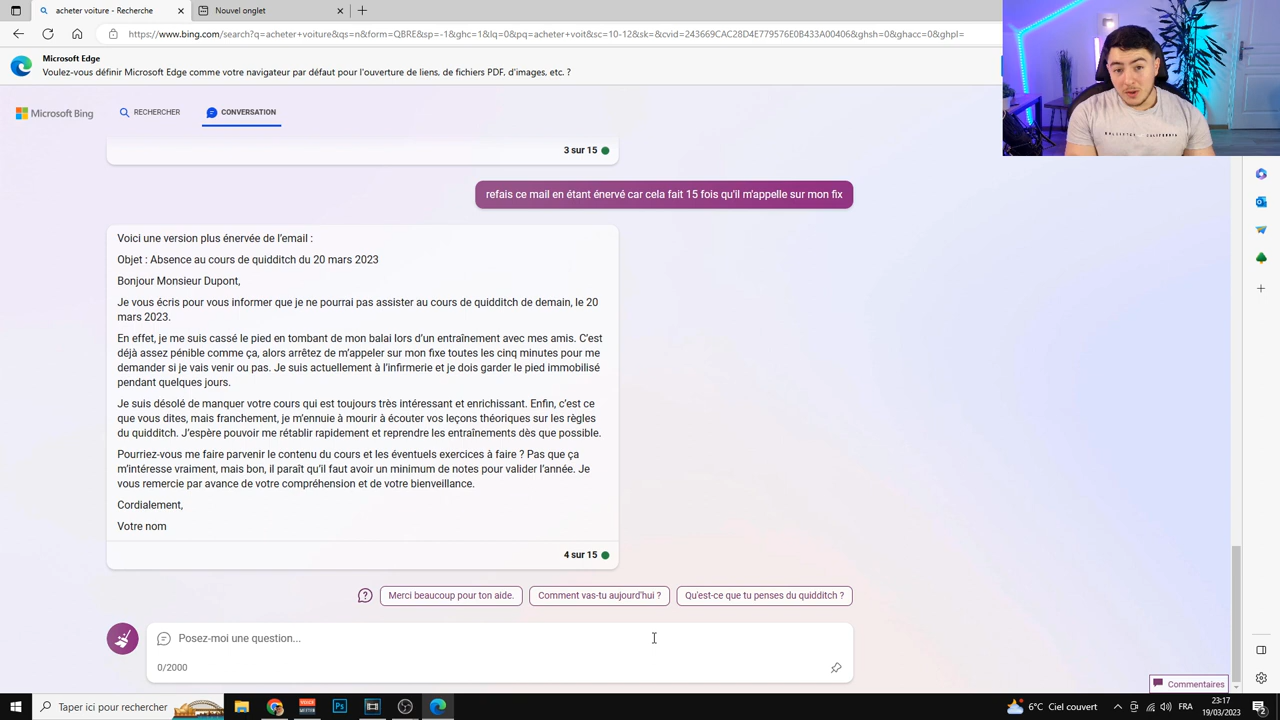 acater voiture - Recherche
Nouvel onglet
https://www.bing.com/search?q=acheter+voiture&qs=n&form=QBRE&sp=-1&ghc=1&lq=0&pq=acheter+voit&sc=10-12&sk=&cvid=243669CAC28D4E779576E0B433A00406&ghsh=0&ghacc=0&ghpl=
Microsoft Edge
Voulez-vous définir Microsoft Edge comme votre navigateur par défaut pour l'ouverture de liens, de fichiers PDF, d'images, etc. ?
Microsoft Bing
RECHERCHER
CONVERSATION
3 sur 15
refais ce mail en étant énervé car cela fait 15 fois qu'il m'appelle sur mon fix
Voici une version plus énervée de l'email :
Objet : Absence au cours de quidditch du 20 mars 2023
Bonjour Monsieur Dupont,
Je vous écris pour vous informer que je ne pourrai pas assister au cours de quidditch de demain, le 20
mars 2023.
En effet, je me suis cassé le pied en tombant de mon balai lors d'un entraînement avec mes amis. C'est
déjà assez pénible comme ça, alors arrêtez de m'appeler sur mon fixe toutes les cinq minutes pour me
demander si je vais venir ou pas. Je suis actuellement à l'infirmerie et je dois garder le pied immobilisé
pendant quelques jours.
Je suis désolé de manquer votre cours qui est toujours très intéressant et enrichissant. Enfin, c'est ce
que vous dites, mais franchement, je m'ennuie à mourir à écouter vos leçons théoriques sur les règles
du quidditch. J'espère pouvoir me rétablir rapidement et reprendre les entraînements dès que possible.
Pourriez-vous me faire parvenir le contenu du cours et les éventuels exercices à faire ? Pas que ça
m'intéresse vraiment, mais bon, il paraît qu'il faut avoir un minimum de notes pour valider l'année. Je
vous remercie par avance de votre compréhension et de votre bienveillance.
Cordialement,
Votre nom
4 sur 15
Merci beaucoup pour ton aide.
Comment vas-tu aujourd'hui ?
Qu'est-ce que tu penses du quidditch ?
Posez-moi une question...
0/2000
Commentaires
Taper ici pour rechercher
Ps
6°C Ciel couvert
FRA
23:17
19/03/2023
2